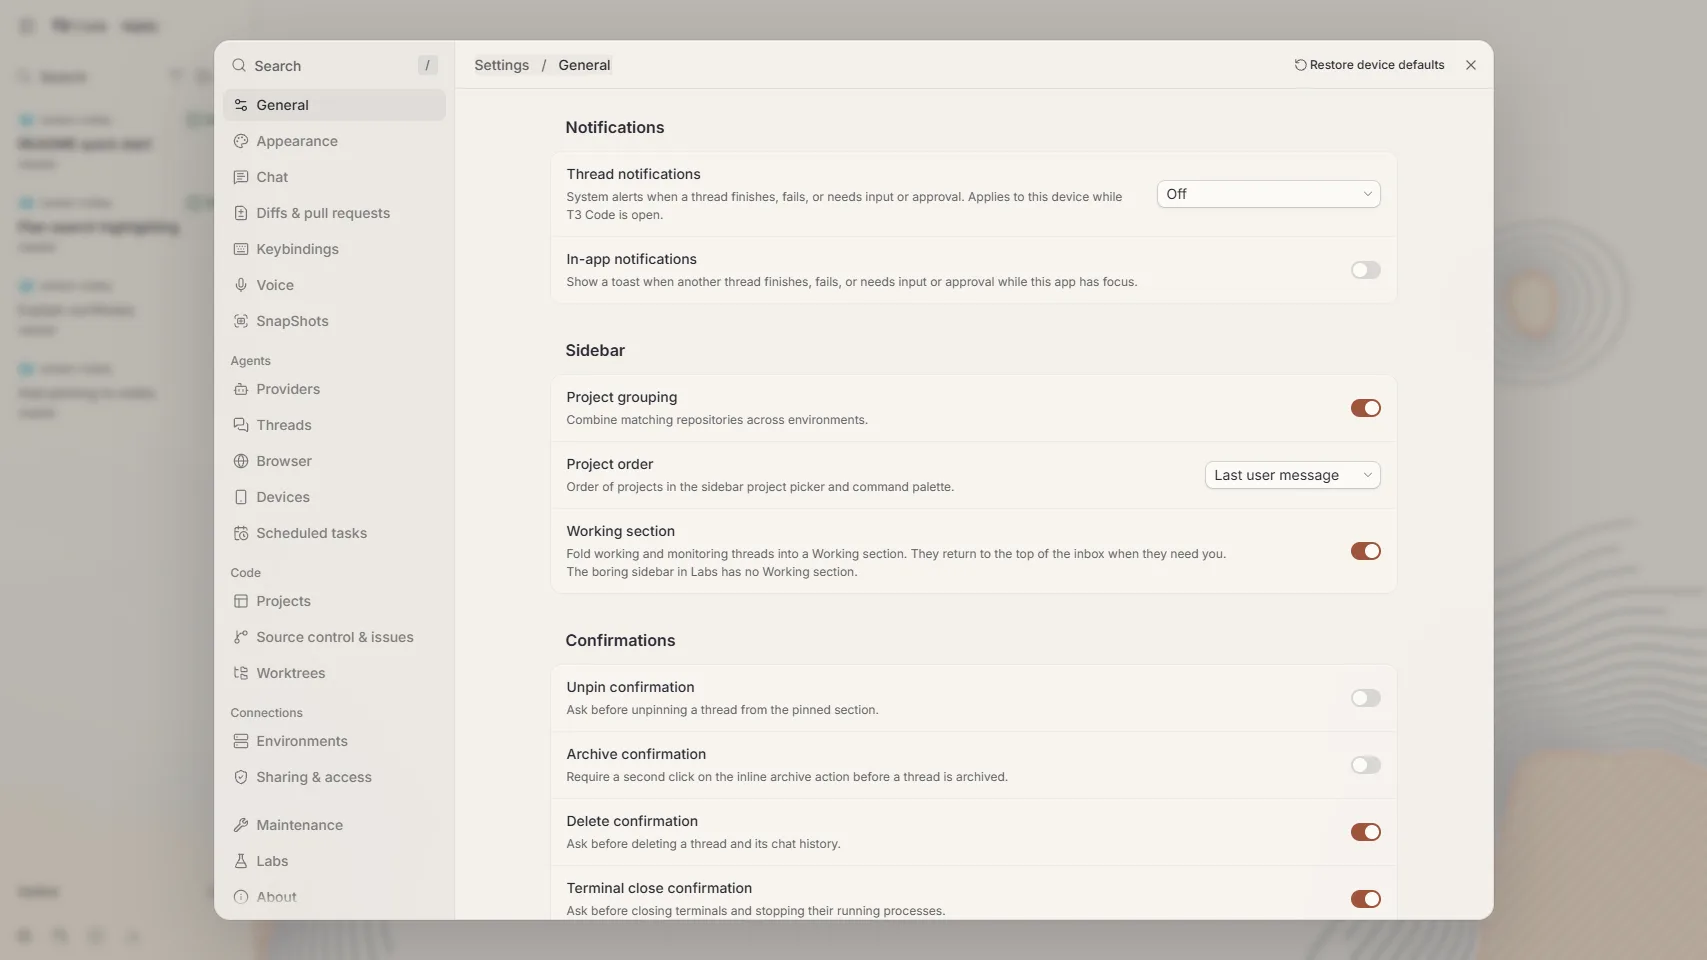 Search
/
General
Appearance
Chat
Diffs & pull requests
Keybindings
Voice
SnapShots
Agents
Providers
Threads
Browser
Devices
Scheduled tasks
Code
Projects
Source control & issues
Worktrees
Connections
Environments
Sharing & access
Maintenance
Labs
About
Settings / General
Restore device defaults
Notifications
Thread notifications
System alerts when a thread finishes, fails, or needs input or approval. Applies to this device while
T3 Code is open.
Off
In-app notifications
Show a toast when another thread finishes, fails, or needs input or approval while this app has focus.
Sidebar
Project grouping
Combine matching repositories across environments.
Project order
Order of projects in the sidebar project picker and command palette.
Last user message
Working section
Fold working and monitoring threads into a Working section. They return to the top of the inbox when they need you.
The boring sidebar in Labs has no Working section.
Confirmations
Unpin confirmation
Ask before unpinning a thread from the pinned section.
Archive confirmation
Require a second click on the inline archive action before a thread is archived.
Delete confirmation
Ask before deleting a thread and its chat history.
Terminal close confirmation
Ask before closing terminals and stopping their running processes.